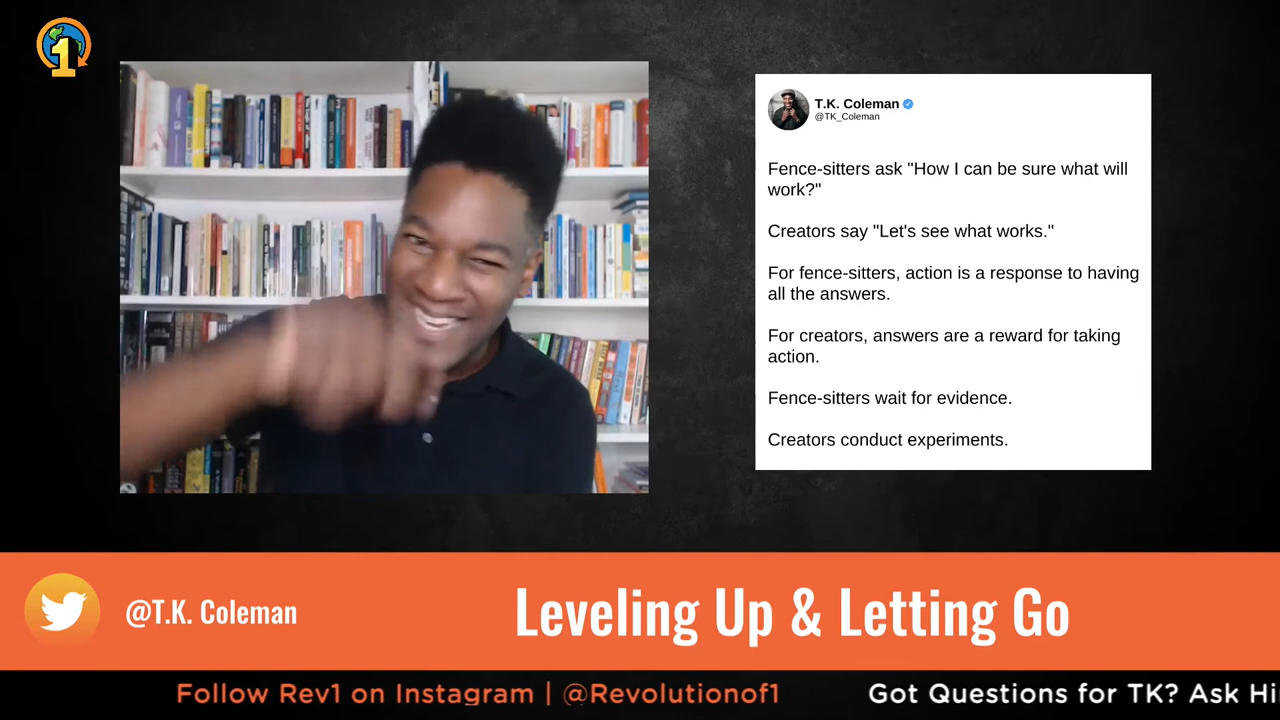 1
T.K. Coleman
@TK_Coleman
Fence-sitters ask "How I can be sure what will
work?"
Creators say "Let's see what works."
For fence-sitters, action is a response to having
all the answers.
For creators, answers are a reward for taking
action.
Fence-sitters wait for evidence.
Creators conduct experiments.
@T.K. Coleman
Leveling Up & Letting Go
Follow Rev1 on Instagram | @Revolutionof1
Got Questions for TK? Ask Hi